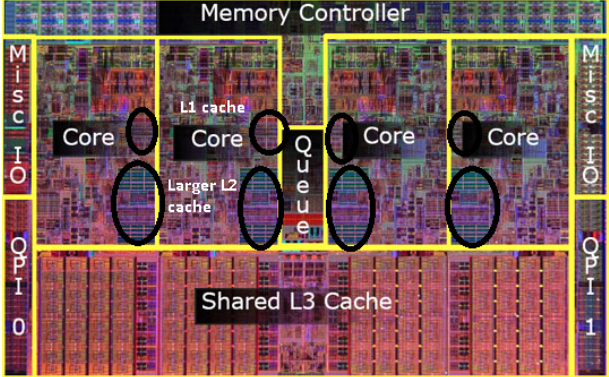 Memory Controller
Misc IO
Misc IO
L1 cache
Core
Core
Core
Core
Queue
Larger L2
cache
QPI 0
QPI 1
Shared L3 Cache